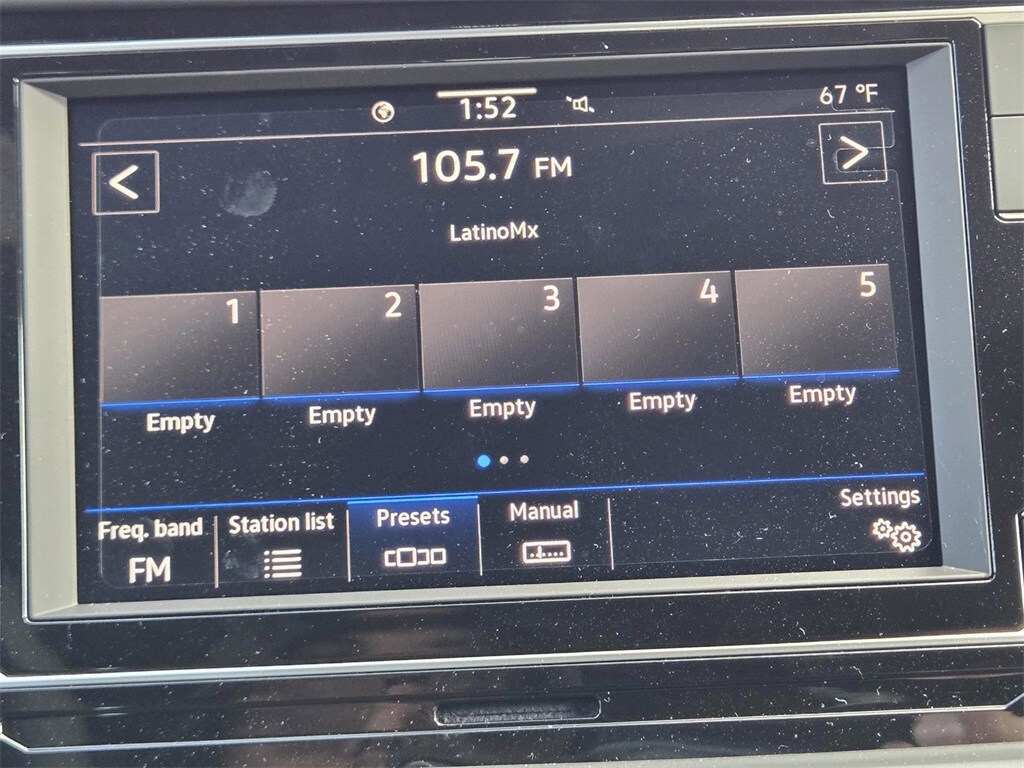 1:52
67 °F
<
105.7 FM
>
LatinoMx
1 2 3 4 5
Empty Empty Empty Empty Empty
Freq. band Station list Presets Manual Settings
FM